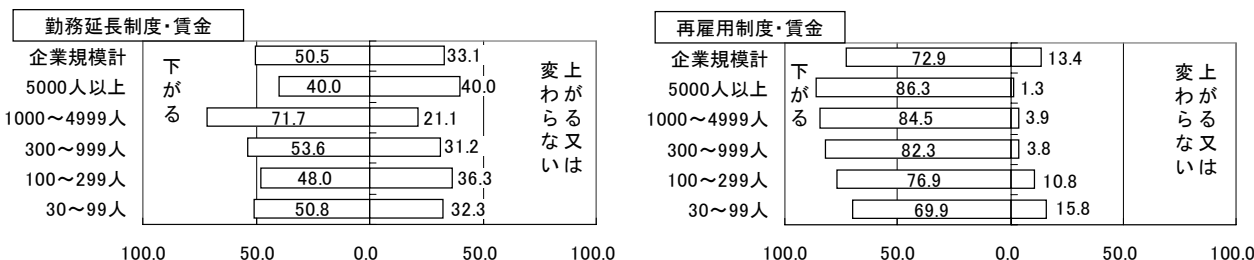 勤務延長制度・賃金
企業規模計
5000人以上
1000～4999人
300～999人
100～299人
30～99人
下がる
上がる又は
変わらない
50.5
33.1
40.0
40.0
71.7
21.1
53.6
31.2
48.0
36.3
50.8
32.3
100.0 50.0 0.0 50.0 100.0
再雇用制度・賃金
企業規模計
5000人以上
1000～4999人
300～999人
100～299人
30～99人
下がる
上がる又は
変わらない
72.9
13.4
86.3
1.3
84.5
3.9
82.3
3.8
76.9
10.8
69.9
15.8
100.0 50.0 0.0 50.0 100.0